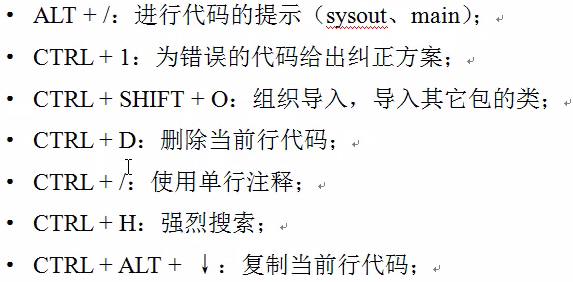 • ALT + /：进行代码的提示（sysout、main）；
• CTRL + 1：为错误的代码给出纠正方案；
• CTRL + SHIFT + O：组织导入，导入其它包的类；
• CTRL + D：删除当前行代码；
• CTRL + /：使用单行注释；
• CTRL + H：强烈搜索；
• CTRL + ALT + ↓：复制当前行代码；